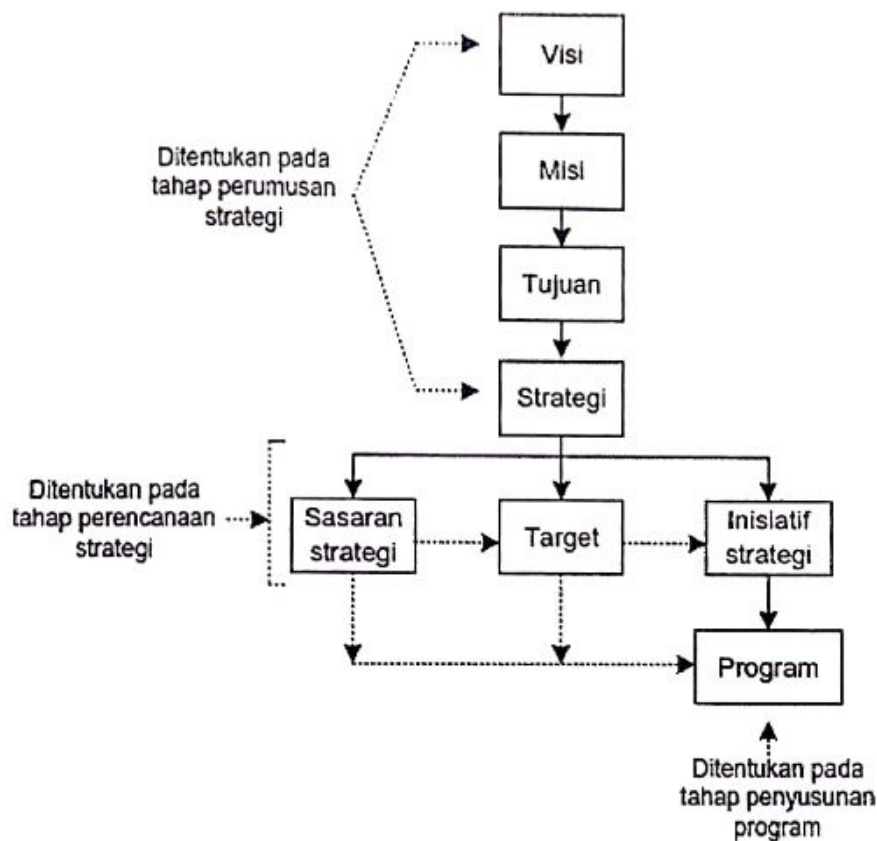 Visi
Ditentukan pada
tahap perumusan
strategi
Misi
Tujuan
Strategi
Ditentukan pada
tahap perencanaan
strategi
Sasaran
strategi
Target
Inisiatif
strategi
Program
Ditentukan pada
tahap penyusunan
program